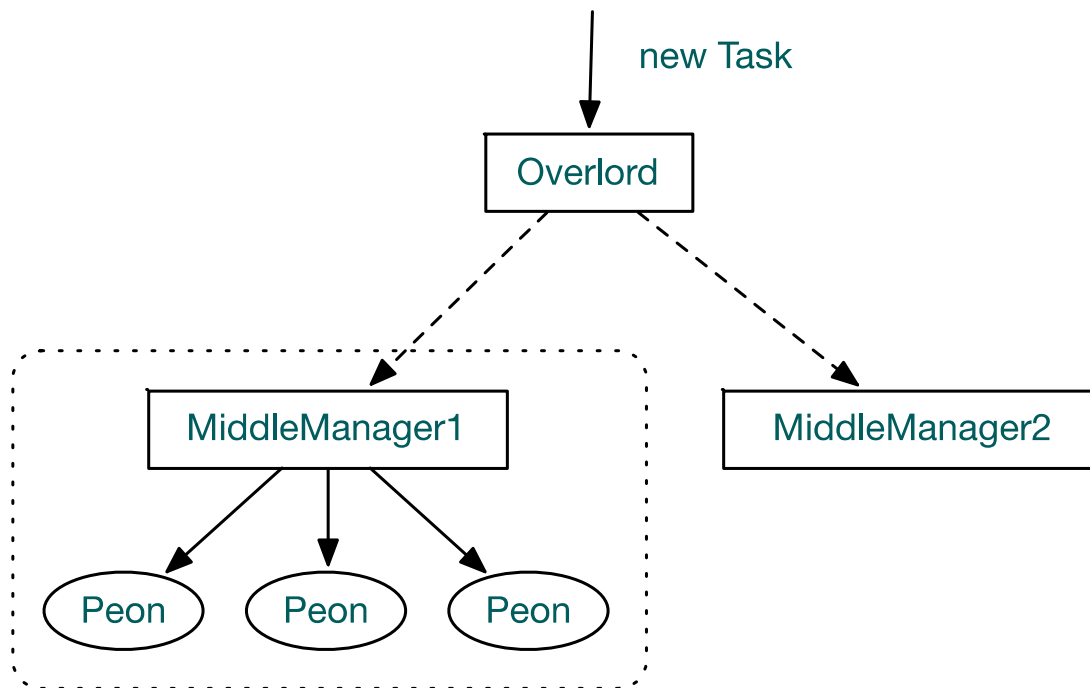 new Task
Overlord
MiddleManager1
MiddleManager2
Peon
Peon
Peon